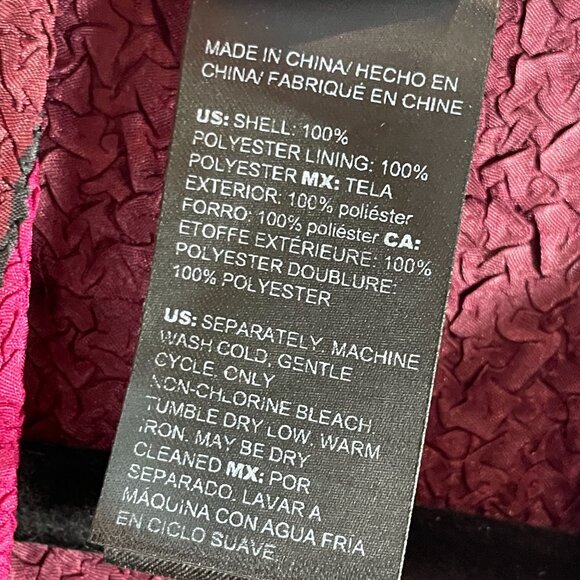 MADE IN CHINA/ HECHO EN
CHINA/ FABRIQUÉ EN CHINE
US: SHELL: 100%
POLYESTER LINING: 100%
POLYESTER MX: TELA
EXTERIOR: 100% poliéster
FORRO: 100% poliéster CA:
ETOFFE EXTÉRIEURE: 100%
POLYESTER DOUBLURE:
100% POLYESTER
US: SEPARATELY, MACHINE
WASH COLD, GENTLE
CYCLE, ONLY
NON-CHLORINE BLEACH,
TUMBLE DRY LOW, WARM
IRON. MAY BE DRY
CLEANED MX: POR
SEPARADO, LAVAR A
MÁQUINA CON AGUA FRÍA
EN CICLO SUAVE,